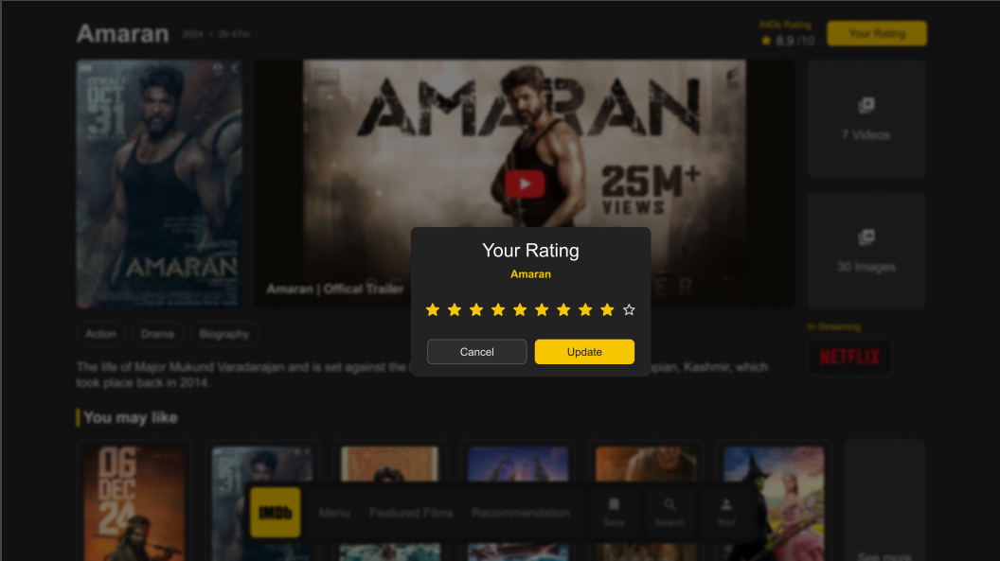 Amaran
2024 • 2h 47m
IMDb Rating
8.9 /10
Your Rating
OCT
31
AMARAN
AMARAN
25M+
VIEWS
Amaran | Offical Trailer
7 Videos
30 Images
Your Rating
Amaran
Cancel
Update
Action
Drama
Biography
In Streaming
NETFLIX
The life of Major Mukund Varadarajan and is set against the
pian, Kashmir, which
took place back in 2014.
You may like
06
DEC
24
31
IMDb
Menu
Featured Films
Recommendation
Save
Search
You!
See more